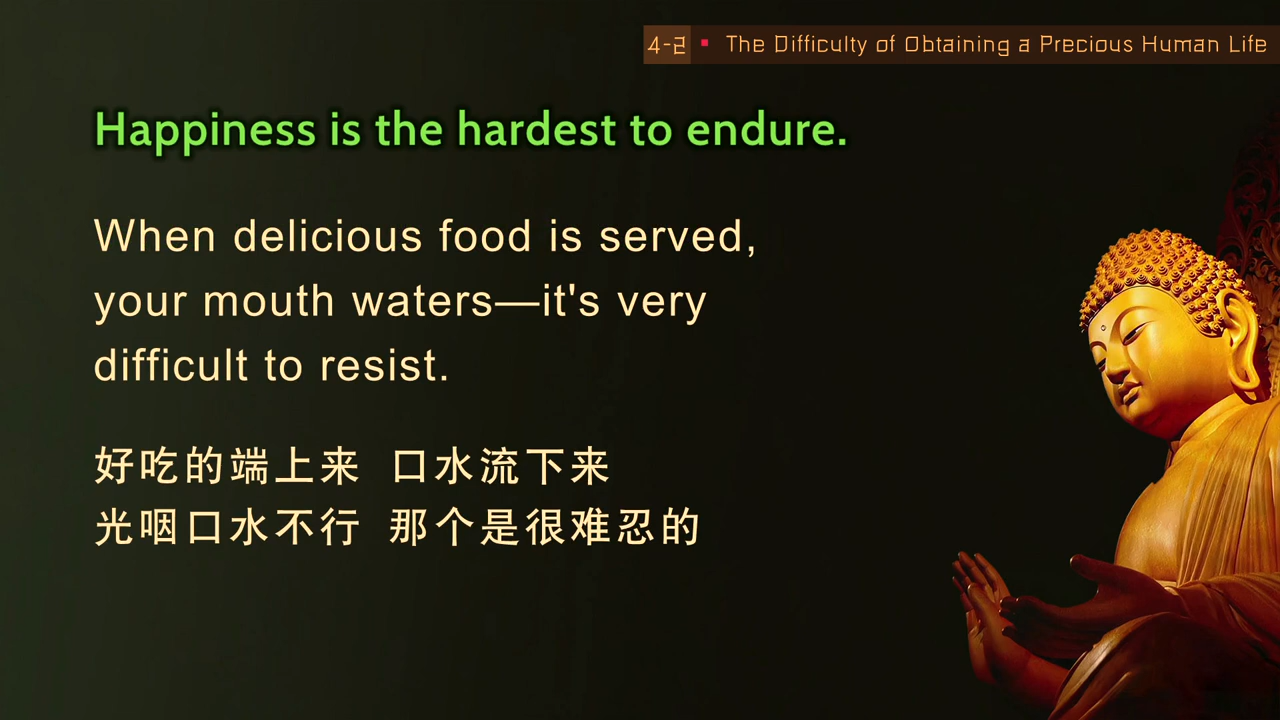 4-2 ▪ The Difficulty of Obtaining a Precious Human Life
Happiness is the hardest to endure.
When delicious food is served,
your mouth waters—it's very
difficult to resist.
好吃的端上来 口水流下来
光咽口水不行 那个是很难忍的